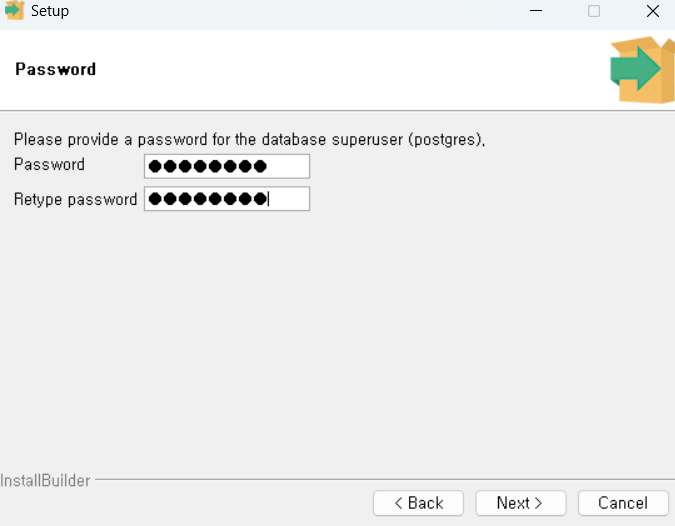 Setup
Password
Please provide a password for the database superuser (postgres),
Password ●●●●●●●●
Retype password ●●●●●●●●
InstallBuilder
< Back Next > Cancel